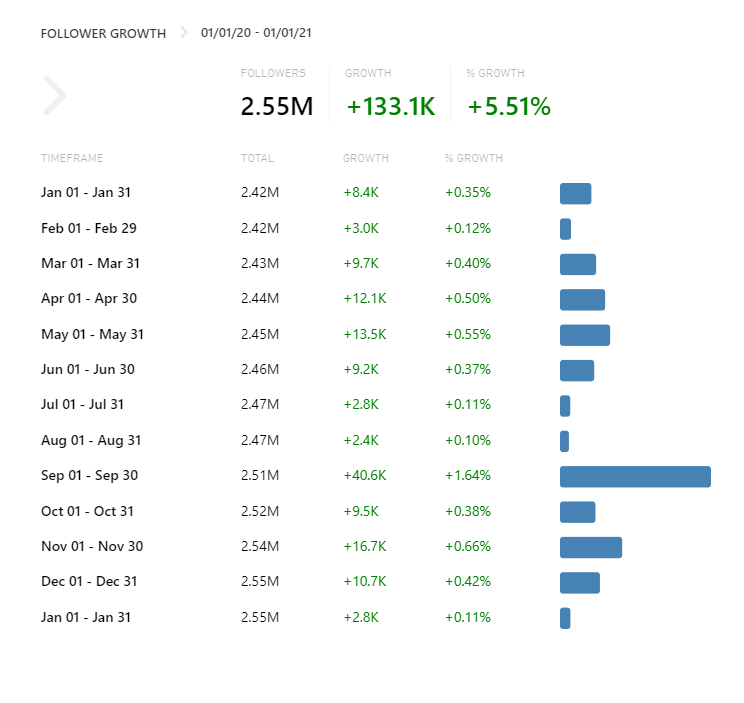 FOLLOWER GROWTH 01/01/20 - 01/01/21
FOLLOWERS GROWTH % GROWTH
2.55M +133.1K +5.51%
TIMEFRAME TOTAL GROWTH % GROWTH
Jan 01 - Jan 31 2.42M +8.4K +0.35%
Feb 01 - Feb 29 2.42M +3.0K +0.12%
Mar 01 - Mar 31 2.43M +9.7K +0.40%
Apr 01 - Apr 30 2.44M +12.1K +0.50%
May 01 - May 31 2.45M +13.5K +0.55%
Jun 01 - Jun 30 2.46M +9.2K +0.37%
Jul 01 - Jul 31 2.47M +2.8K +0.11%
Aug 01 - Aug 31 2.47M +2.4K +0.10%
Sep 01 - Sep 30 2.51M +40.6K +1.64%
Oct 01 - Oct 31 2.52M +9.5K +0.38%
Nov 01 - Nov 30 2.54M +16.7K +0.66%
Dec 01 - Dec 31 2.55M +10.7K +0.42%
Jan 01 - Jan 31 2.55M +2.8K +0.11%